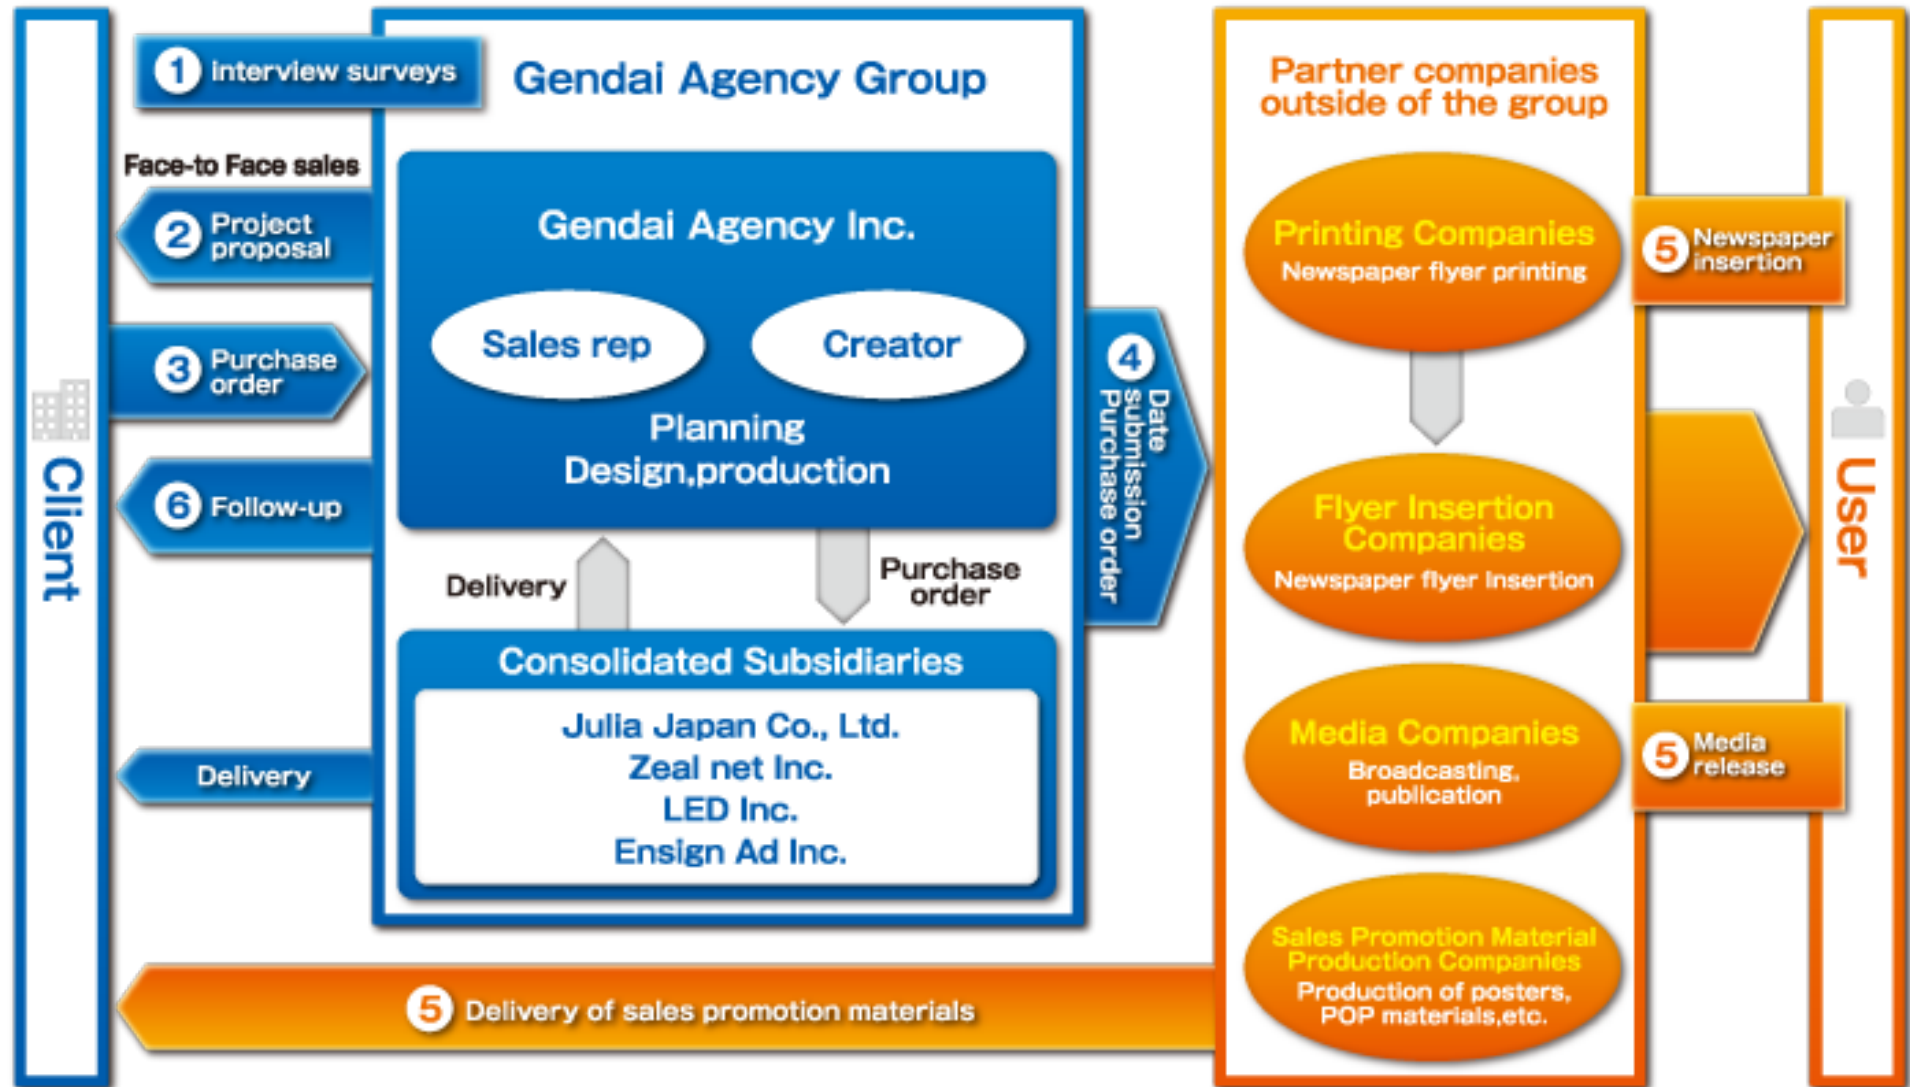 1 interview surveys
Face-to Face sales
2 Project
proposal
3 Purchase
order
6 Follow-up
Delivery
Client
Gendai Agency Group
Gendai Agency Inc.
Sales rep
Creator
Planning
Design,production
Delivery
Purchase
order
Consolidated Subsidiaries
Julia Japan Co., Ltd.
Zeal net Inc.
LED Inc.
Ensign Ad Inc.
4
Date
submission
Purchase order
Partner companies
outside of the group
Printing Companies
Newspaper flyer printing
Flyer Insertion
Companies
Newspaper flyer Insertion
Media Companies
Broadcasting,
publication
Sales Promotion Material
Production Companies
Production of posters,
POP materials,etc.
5 Newspaper
insertion
5 Media
release
User
5 Delivery of sales promotion materials